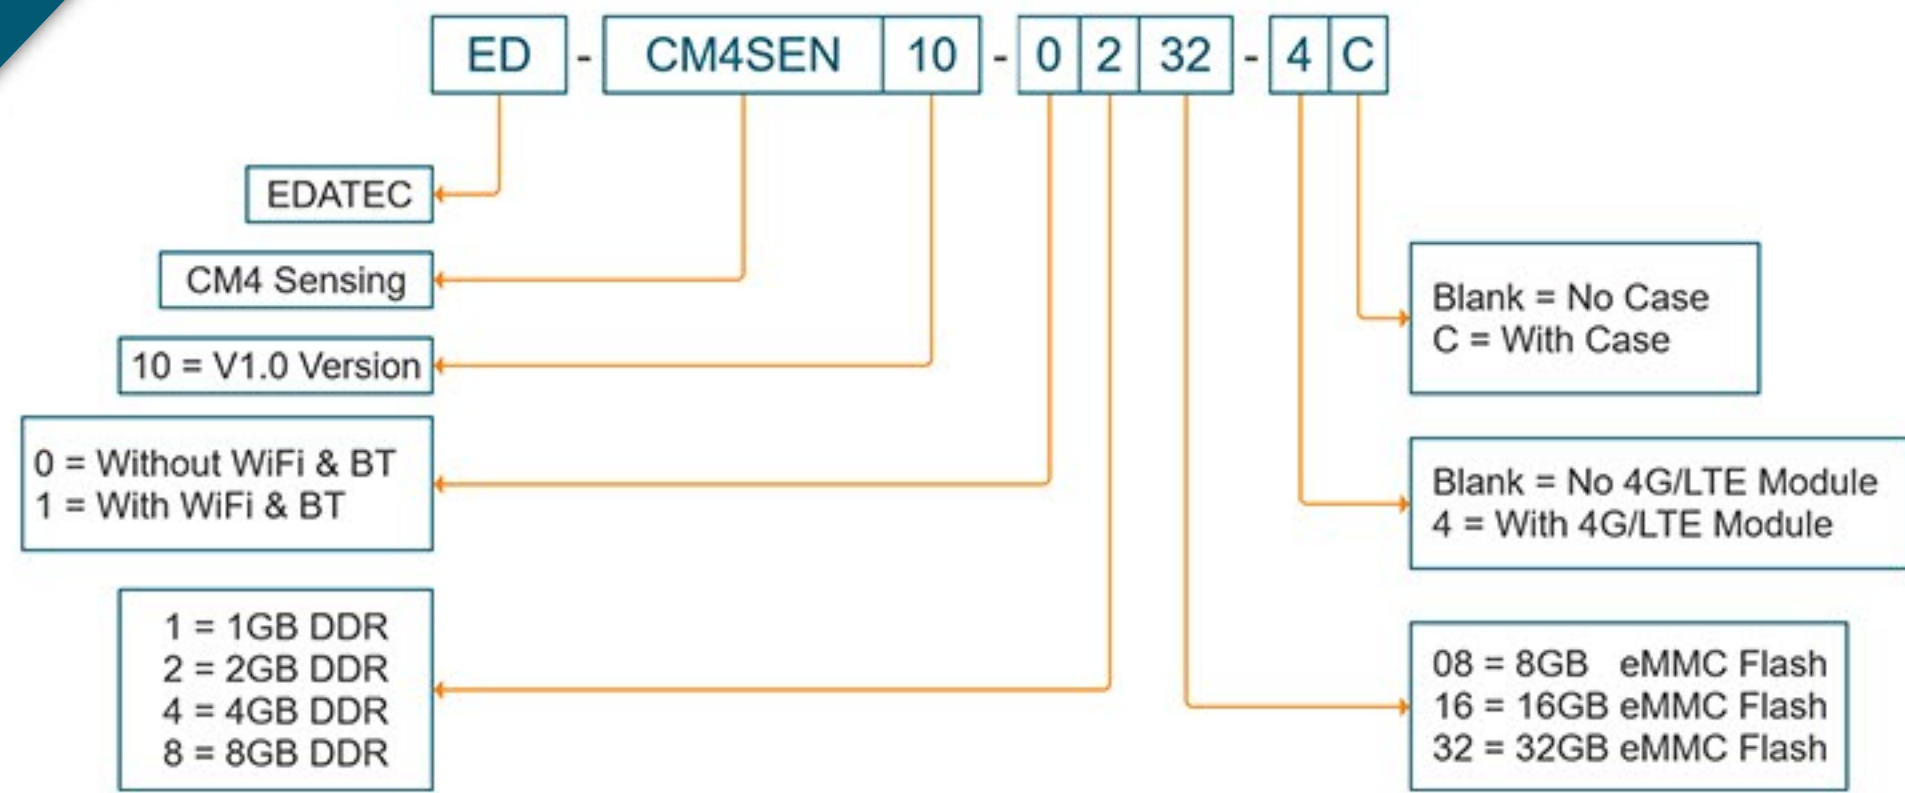 ED - CM4SEN 10 - 0 2 32 - 4 C
EDATEC
CM4 Sensing
10 = V1.0 Version
0 = Without WiFi & BT
1 = With WiFi & BT
1 = 1GB DDR
2 = 2GB DDR
4 = 4GB DDR
8 = 8GB DDR
Blank = No Case
C = With Case
Blank = No 4G/LTE Module
4 = With 4G/LTE Module
08 = 8GB eMMC Flash
16 = 16GB eMMC Flash
32 = 32GB eMMC Flash